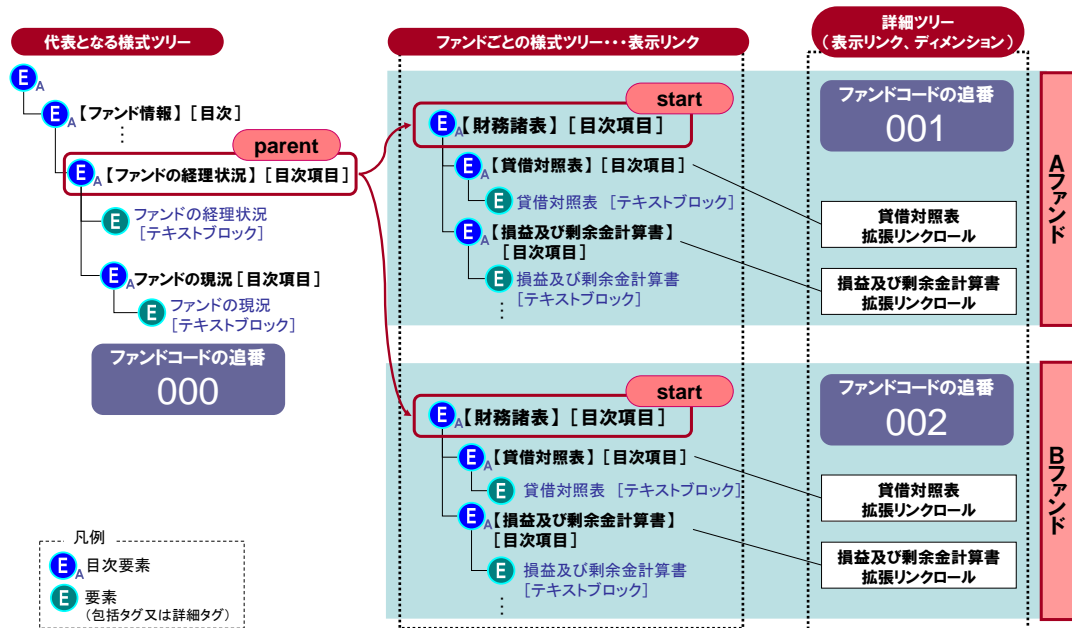 代表となる様式ツリー
E A
E A 【ファンド情報】［目次］
⋮
parent
E A 【ファンドの経理状況】［目次項目］
E ファンドの経理状況
［テキストブロック］
E A ファンドの現況［目次項目］
E ファンドの現況
［テキストブロック］
ファンドコードの追番
000
凡例
E A 目次要素
E 要素
（包括タグ又は詳細タグ）
ファンドごとの様式ツリー・・・表示リンク
start
E A 【財務諸表】［目次項目］
E A 【貸借対照表】［目次項目］
E 貸借対照表 ［テキストブロック］
E A 【損益及び剰余金計算書】
［目次項目］
E 損益及び剰余金計算書
［テキストブロック］
⋮
start
E A 【財務諸表】［目次項目］
E A 【貸借対照表】［目次項目］
E 貸借対照表 ［テキストブロック］
E A 【損益及び剰余金計算書】
［目次項目］
E 損益及び剰余金計算書
［テキストブロック］
⋮
詳細ツリー
（表示リンク、ディメンション）
ファンドコードの追番
001
貸借対照表
拡張リンクロール
損益及び剰余金計算書
拡張リンクロール
Aファンド
ファンドコードの追番
002
貸借対照表
拡張リンクロール
損益及び剰余金計算書
拡張リンクロール
Bファンド